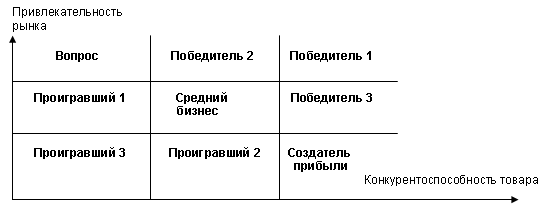 Привлекательность
рынка
Вопрос
Победитель 2
Победитель 1
Проигравший 1
Средний
бизнес
Победитель 3
Проигравший 3
Проигравший 2
Создатель
прибыли
Конкурентоспособность товара